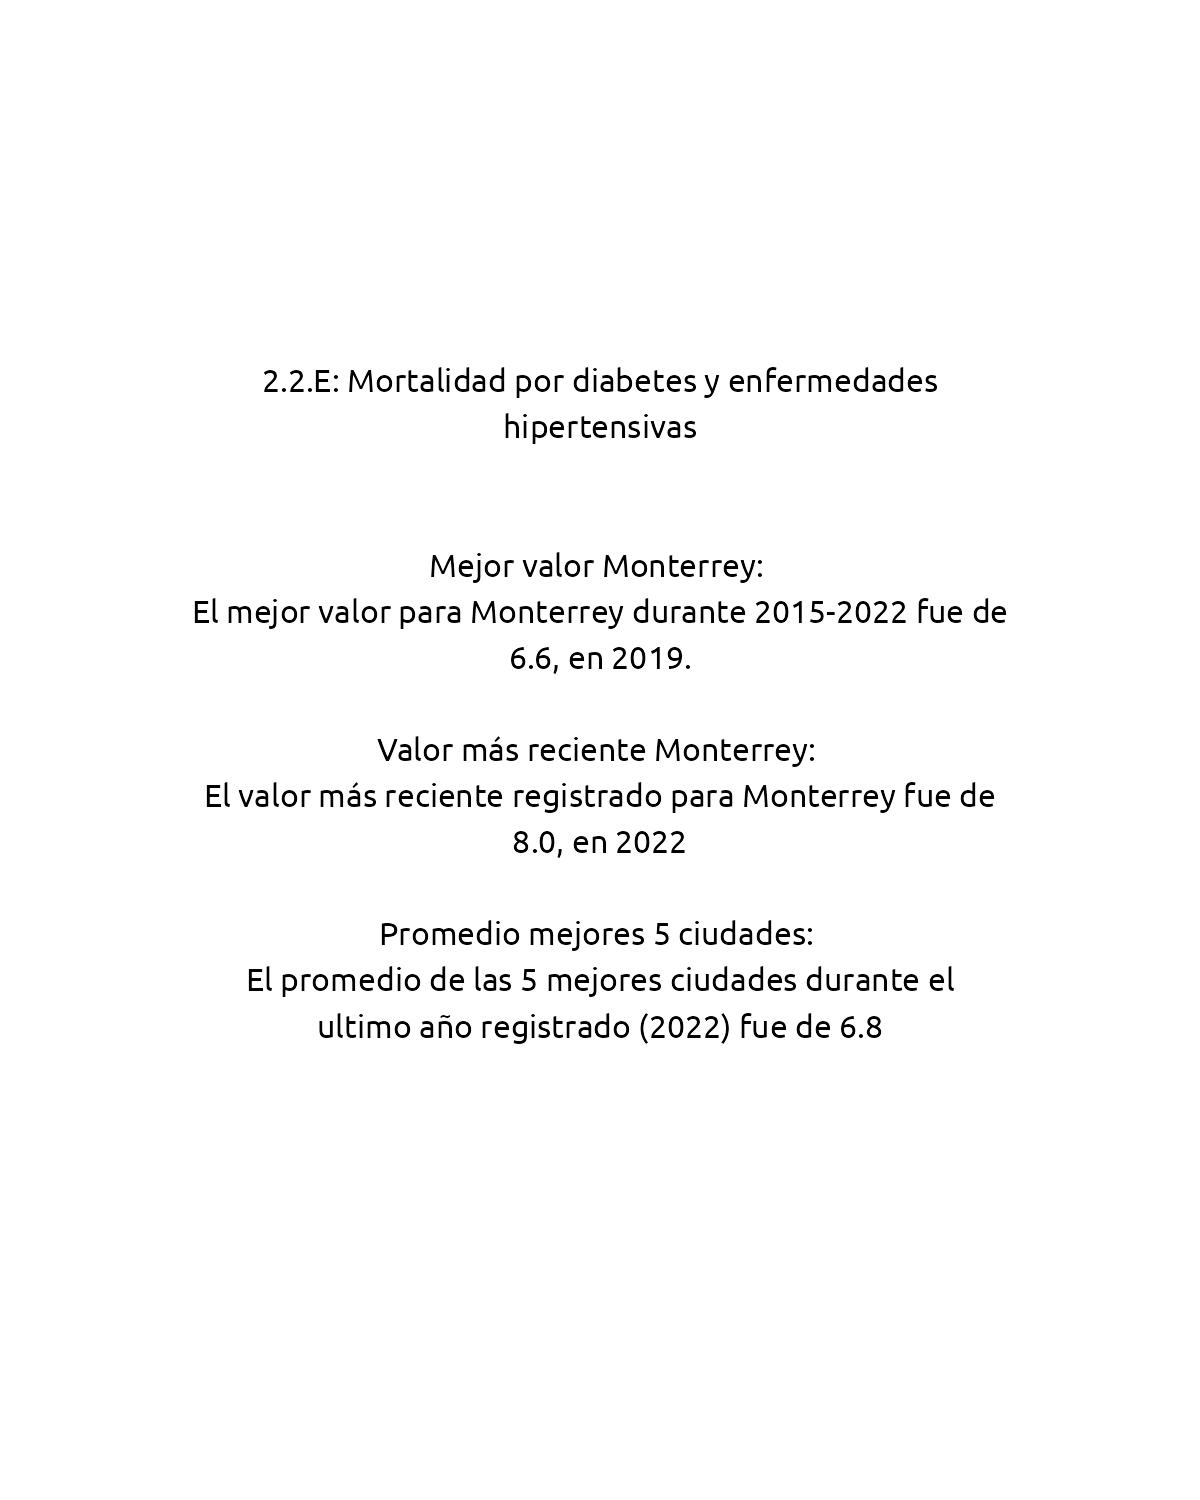 2.2.E: Mortalidad por diabetes y enfermedades
hipertensivas
Mejor valor Monterrey:
El mejor valor para Monterrey durante 2015-2022 fue de
6.6, en 2019.
Valor más reciente Monterrey:
El valor más reciente registrado para Monterrey fue de
8.0, en 2022
Promedio mejores 5 ciudades:
El promedio de las 5 mejores ciudades durante el
ultimo año registrado (2022) fue de 6.8